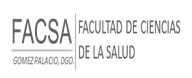 FACSA
GOMEZ PALACIO, DGO.
FACULTAD DE CIENCIAS
DE LA SALUD